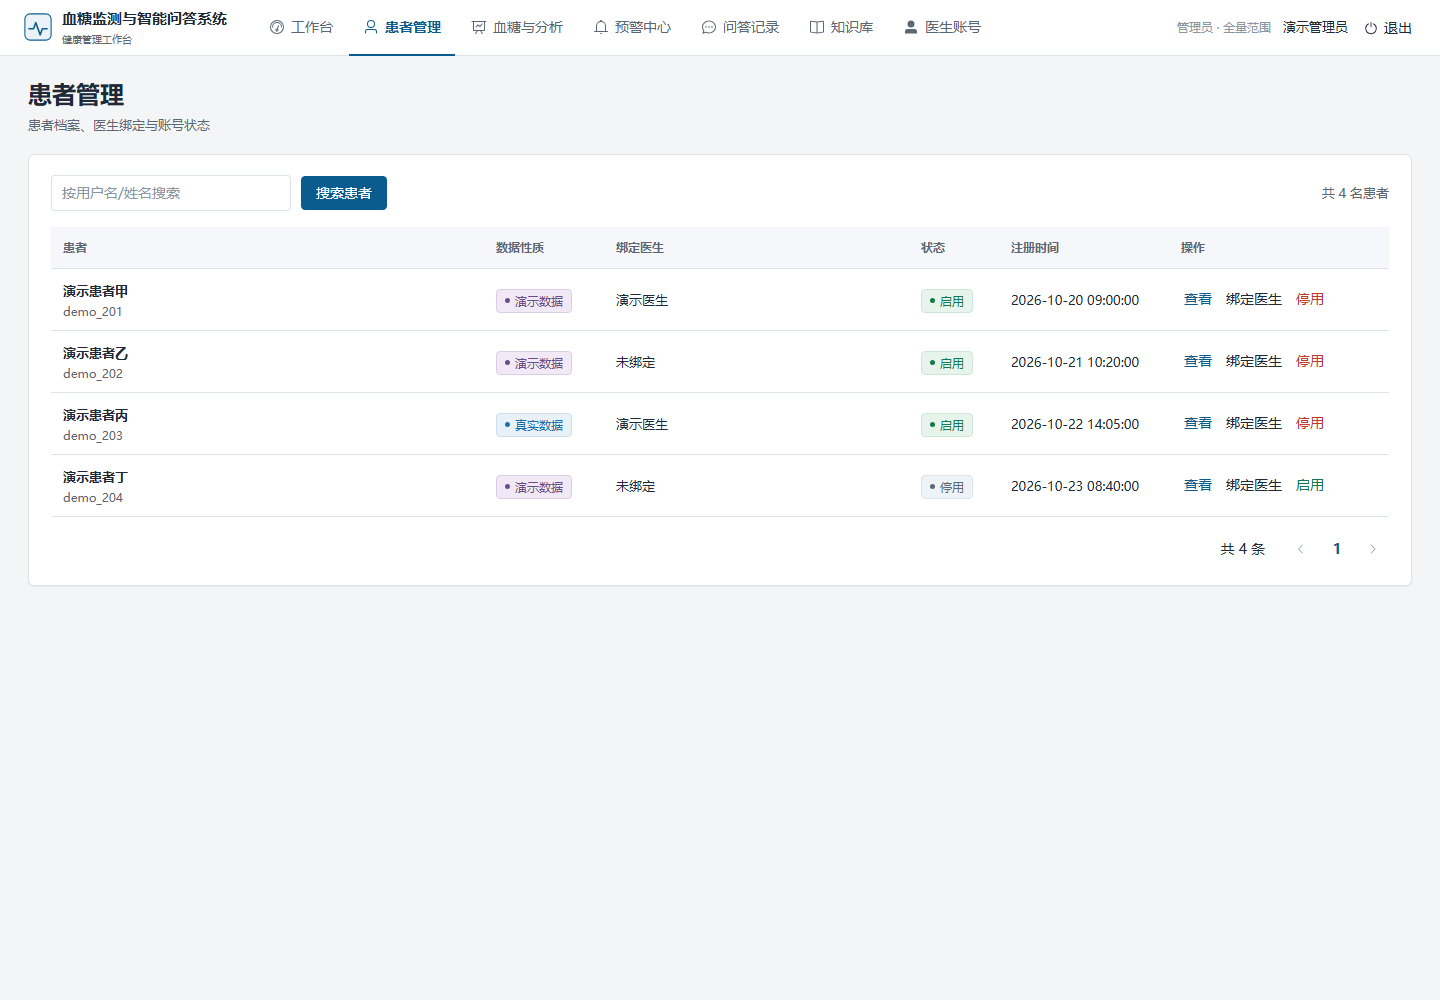 血糖监测与智能问答系统
健康管理工作台
工作台 患者管理 血糖与分析 预警中心 问答记录 知识库 医生账号
管理员 · 全量范围 演示管理员 退出
患者管理
患者档案、医生绑定与账号状态
按用户名/姓名搜索 搜索患者 共 4 名患者
患者 数据性质 绑定医生 状态 注册时间 操作
演示患者甲
demo_201
演示数据 演示医生 启用 2026-10-20 09:00:00 查看 绑定医生 停用
演示患者乙
demo_202
演示数据 未绑定 启用 2026-10-21 10:20:00 查看 绑定医生 停用
演示患者丙
demo_203
真实数据 演示医生 启用 2026-10-22 14:05:00 查看 绑定医生 停用
演示患者丁
demo_204
演示数据 未绑定 停用 2026-10-23 08:40:00 查看 绑定医生 启用
共 4 条 1